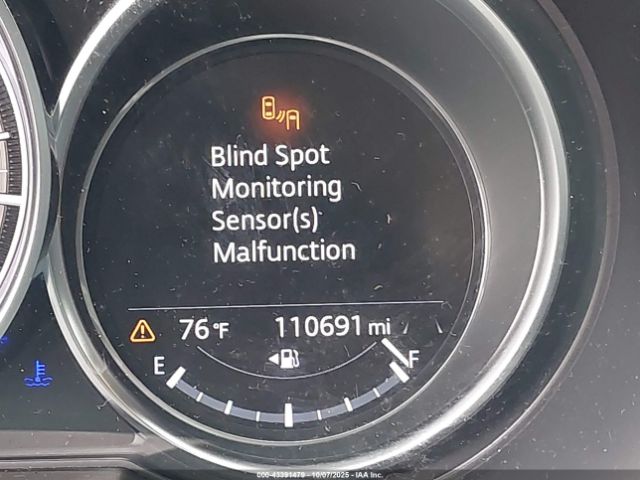 Blind Spot
Monitoring
Sensor(s)
Malfunction
76°F 110691 mi
E F
000-43391479 | 10/07/2025 | IAA Inc.